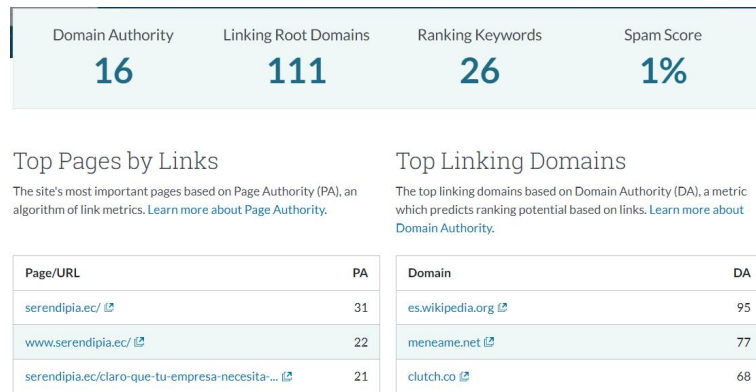 Domain Authority
Linking Root Domains
Ranking Keywords
Spam Score
16
111
26
1%
Top Pages by Links
The site's most important pages based on Page Authority (PA), an
algorithm of link metrics. Learn more about Page Authority.
Page/URL PA
serendipia.ec/ 31
www.serendipia.ec/ 22
serendipia.ec/claro-que-tu-empresa-necesita-... 21
Top Linking Domains
The top linking domains based on Domain Authority (DA), a metric
which predicts ranking potential based on links. Learn more about
Domain Authority.
Domain DA
es.wikipedia.org 95
meneame.net 77
clutch.co 68